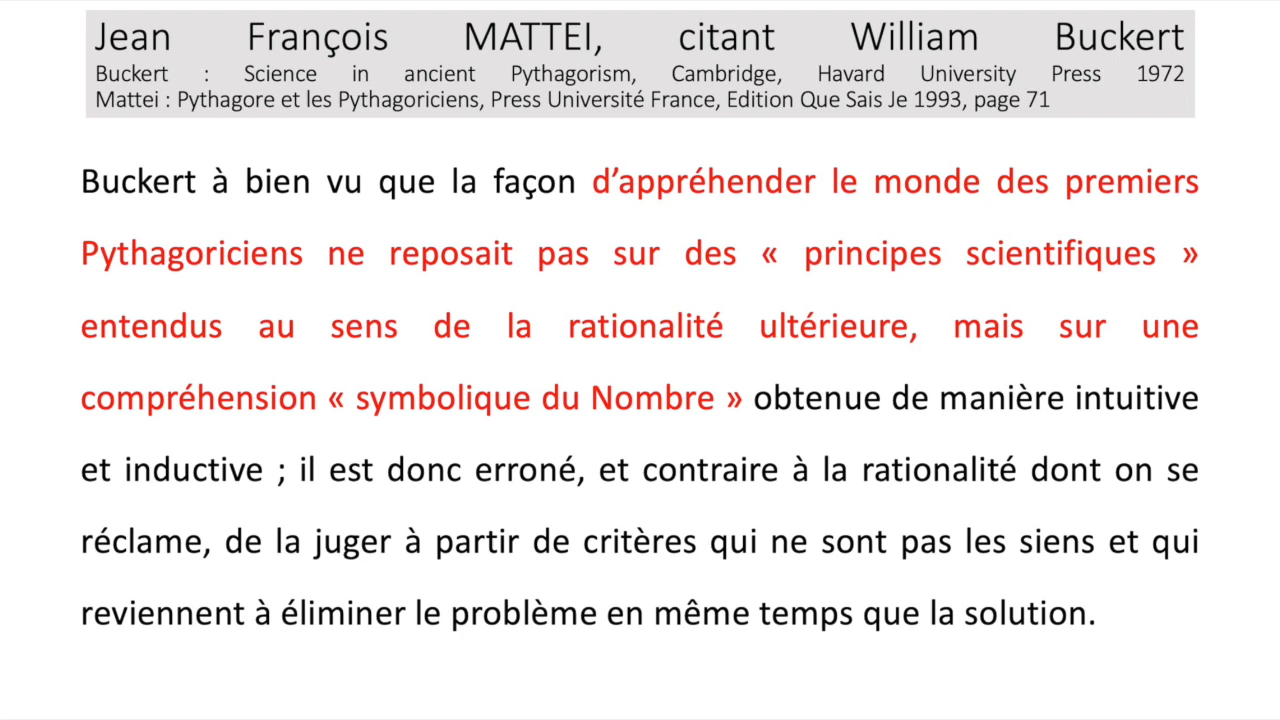 Jean François MATTEI, citant William Buckert
Buckert : Science in ancient Pythagorism, Cambridge, Havard University Press 1972
Mattei : Pythagore et les Pythagoriciens, Press Université France, Edition Que Sais Je 1993, page 71
Buckert à bien vu que la façon d’appréhender le monde des premiers
Pythagoriciens ne reposait pas sur des « principes scientifiques »
entendus au sens de la rationalité ultérieure, mais sur une
compréhension « symbolique du Nombre » obtenue de manière intuitive
et inductive ; il est donc erroné, et contraire à la rationalité dont on se
réclame, de la juger à partir de critères qui ne sont pas les siens et qui
reviennent à éliminer le problème en même temps que la solution.